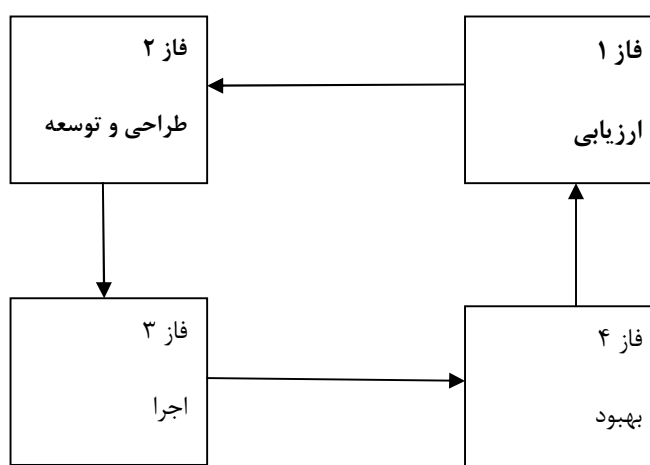 فاز ۱
ارزیابی
فاز ۲
طراحی و توسعه
فاز ۳
اجرا
فاز ۴
بهبود